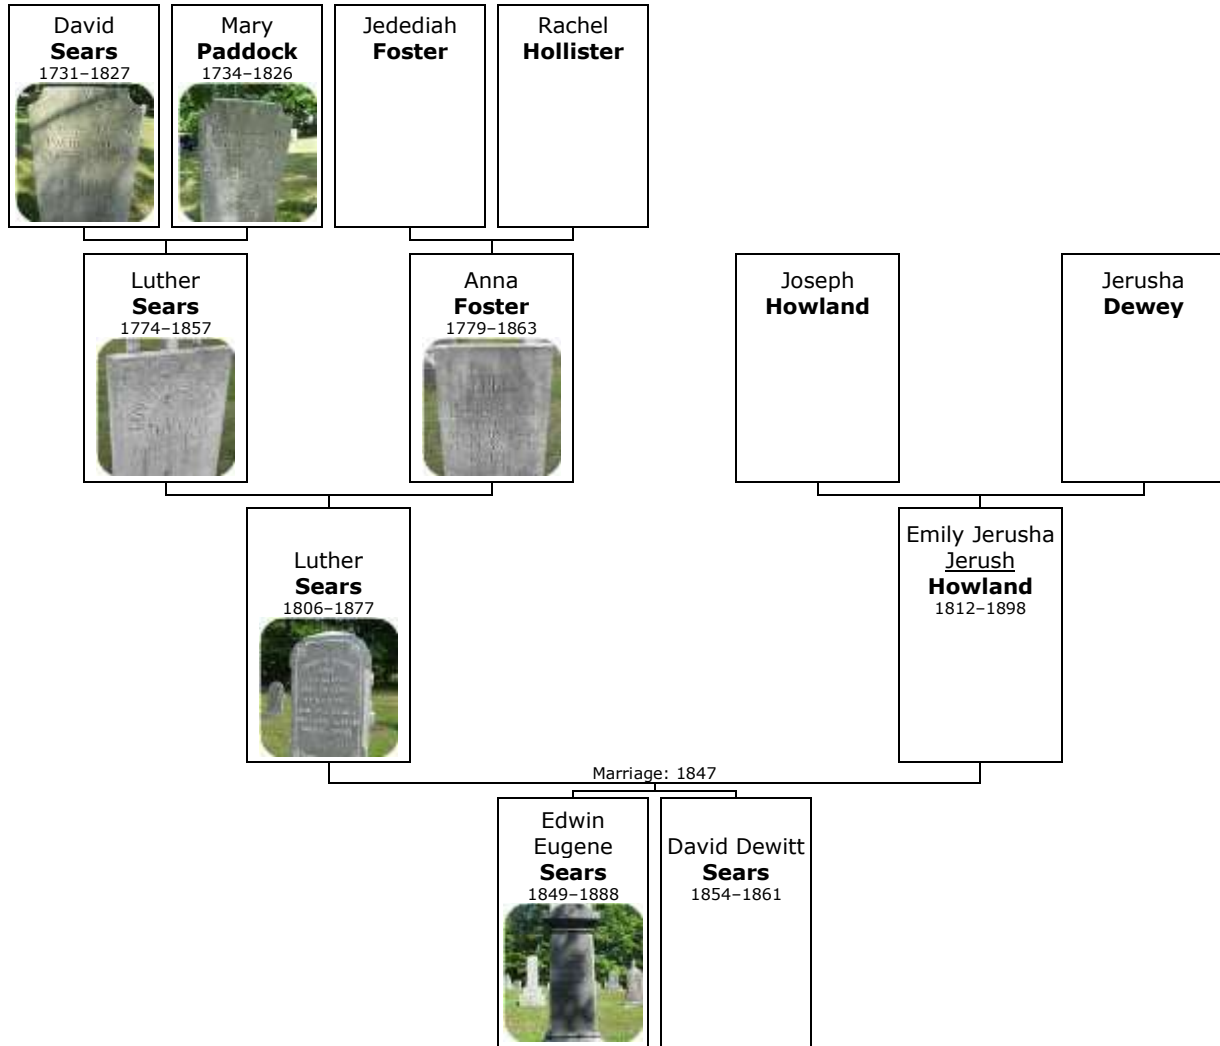 David
Sears
1731–1827
Mary
Paddock
1734–1826
Jedediah
Foster
Rachel
Hollister
Luther
Sears
1774–1857
Anna
Foster
1779–1863
Joseph
Howland
Jerusha
Dewey
Luther
Sears
1806–1877
Emily Jerusha
Jerush
Howland
1812–1898
Marriage: 1847
Edwin
Eugene
Sears
1849–1888
David Dewitt
Sears
1854–1861